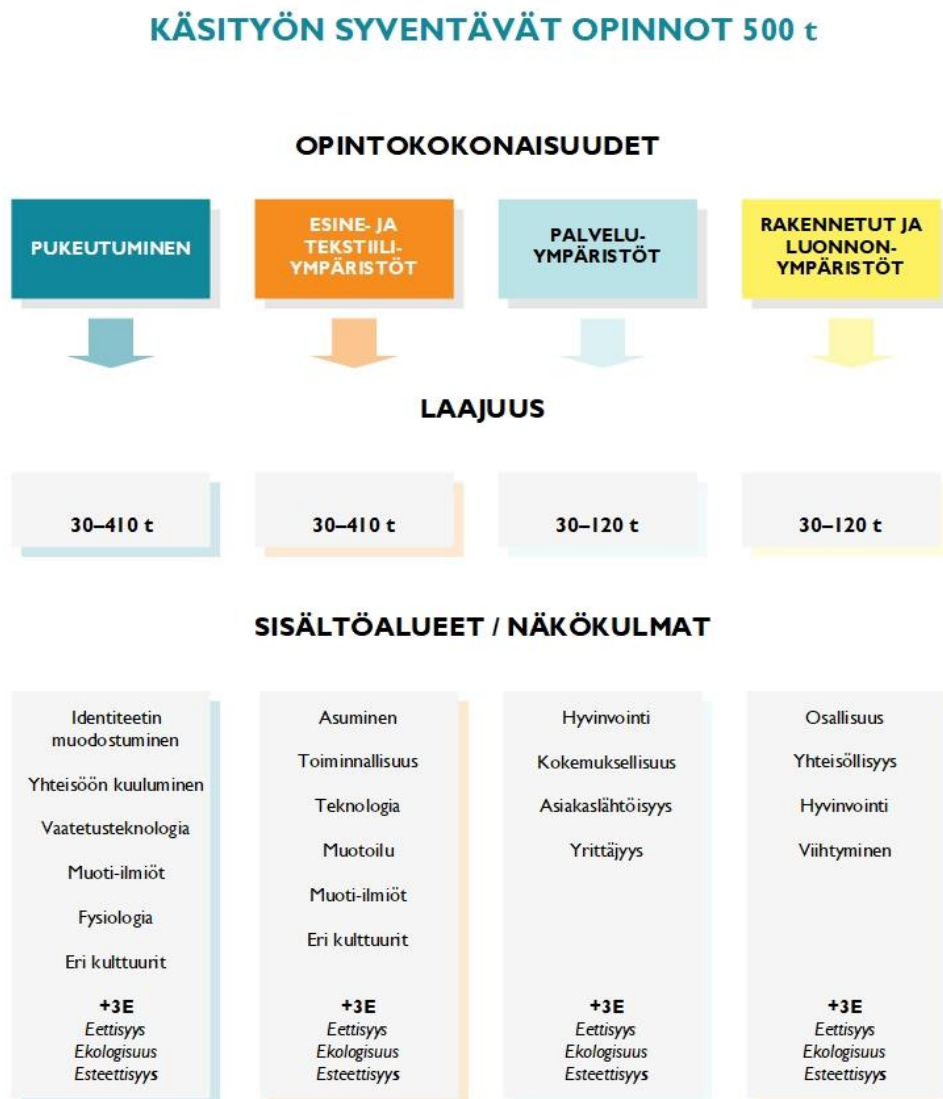 KÄSITYÖN SYVENTÄVÄT OPINNOT 500 t
OPINTOKOKONAISUUDET
PUKEUTUMINEN
ESINE- JA
TEKSTIILI-
YMPÄRISTÖT
PALVELU-
YMPÄRISTÖT
RAKENNETUT JA
LUONNON-
YMPÄRISTÖT
LAAJUUS
30–410 t
30–410 t
30–120 t
30–120 t
SISÄLTÖALUEET / NÄKÖKULMAT
Identiteetin
muodostuminen
Yhteisöön kuuluminen
Vaatetusteknologia
Muoti-ilmiöt
Fysiologia
Eri kulttuurit
+3E
Eettisyys
Ekologisuus
Esteettisyys
Asuminen
Toiminnallisuus
Teknologia
Muotoilu
Muoti-ilmiöt
Eri kulttuurit
+3E
Eettisyys
Ekologisuus
Esteettisyys
Hyvinvointi
Kokemuksellisuus
Asiakaslähtöisyys
Yrittäjyys
+3E
Eettisyys
Ekologisuus
Esteettisyys
Osallisuus
Yhteisöllisyys
Hyvinvointi
Viihtyminen
+3E
Eettisyys
Ekologisuus
Esteettisyys